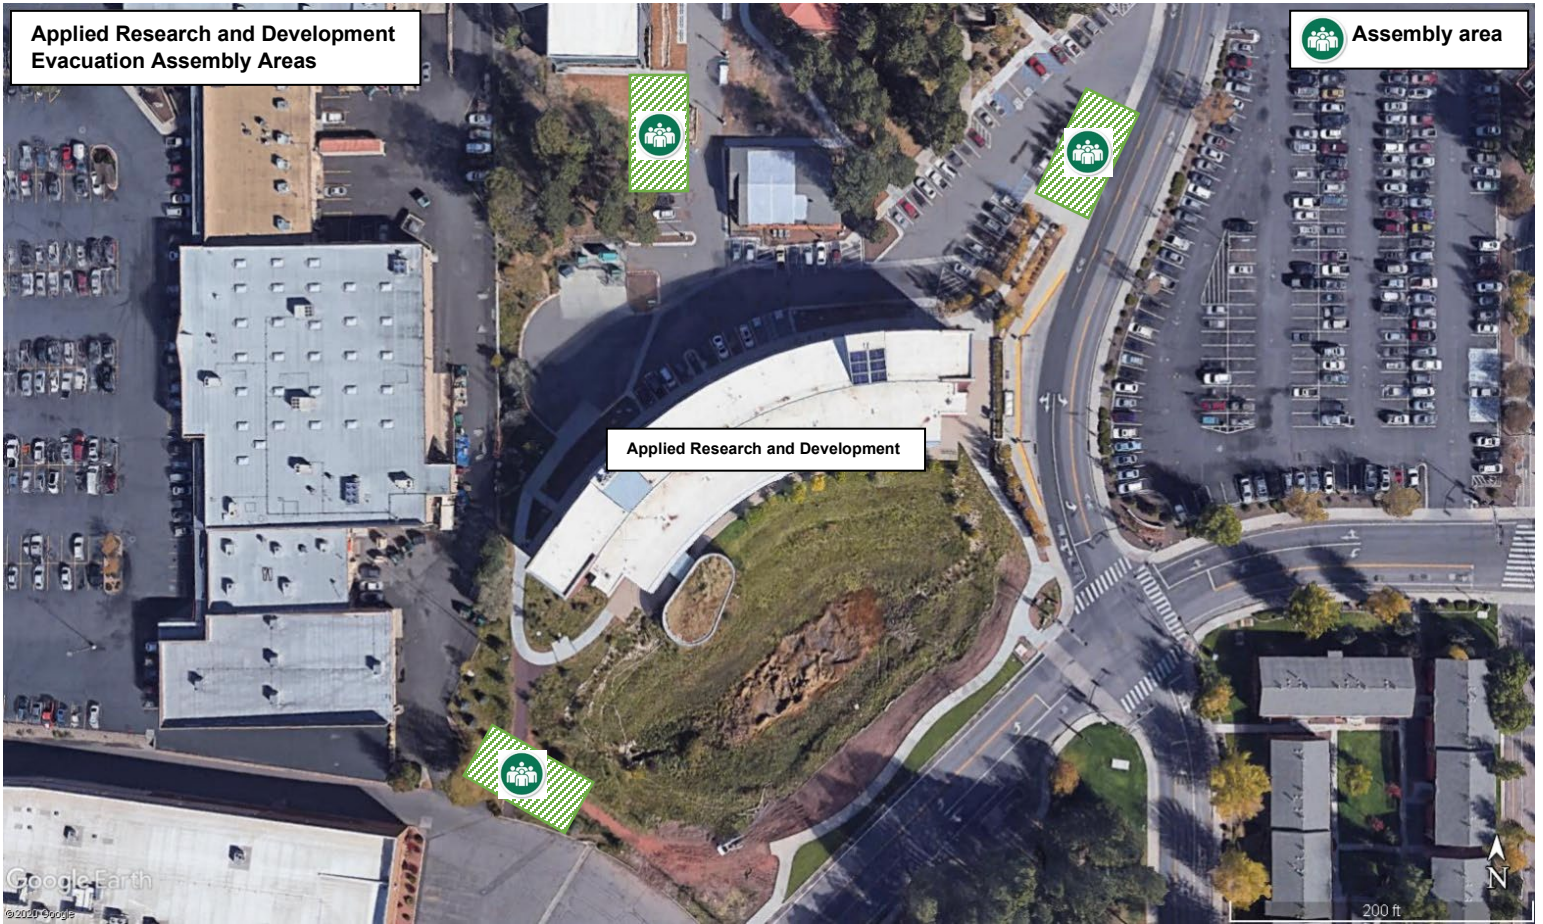 Applied Research and Development
Evacuation Assembly Areas
Assembly area
Applied Research and Development
Google Earth
©2020 Google
N
200 ft